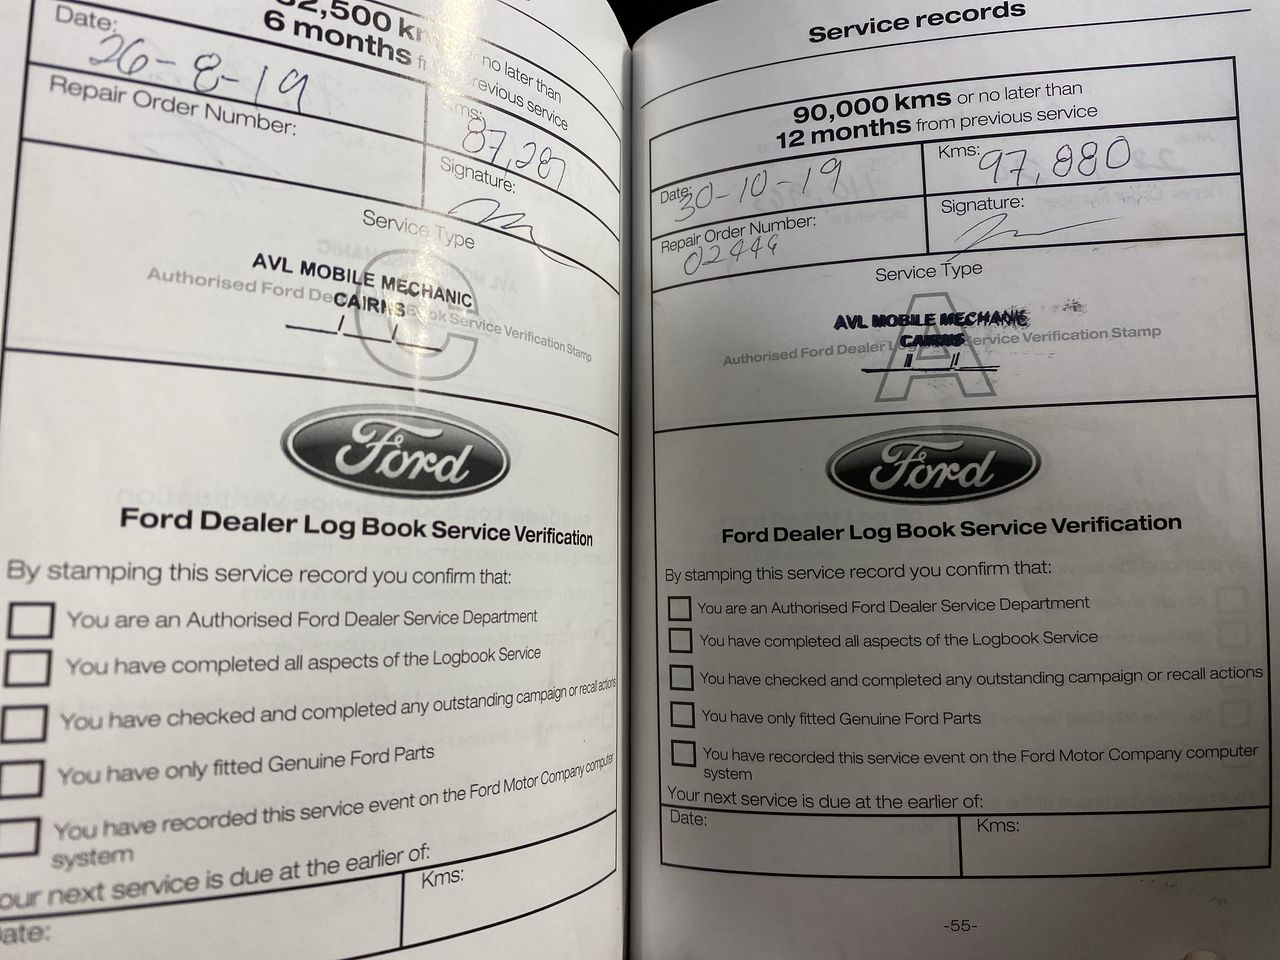 2,500 km
6 months
or no later than
previous service
Date: 26-8-19
Kms: 87,287
Repair Order Number:
Signature:
Service Type
C
AVL MOBILE MECHANIC
CAIRNS
Authorised Ford Dealer Log Book Service Verification Stamp
__/__/__
Ford
Ford Dealer Log Book Service Verification
By stamping this service record you confirm that:
You are an Authorised Ford Dealer Service Department
You have completed all aspects of the Logbook Service
You have checked and completed any outstanding campaign or recall actions
You have only fitted Genuine Ford Parts
You have recorded this service event on the Ford Motor Company computer
system
our next service is due at the earlier of:
ate:
Kms:
Service records
90,000 kms or no later than
12 months from previous service
Date: 30-10-19
Kms: 97,880
Repair Order Number:
02446
Signature:
Service Type
A
AVL MOBILE MECHANIC
CAIRNS
Authorised Ford Dealer Log Book Service Verification Stamp
__/__/__
Ford
Ford Dealer Log Book Service Verification
By stamping this service record you confirm that:
You are an Authorised Ford Dealer Service Department
You have completed all aspects of the Logbook Service
You have checked and completed any outstanding campaign or recall actions
You have only fitted Genuine Ford Parts
You have recorded this service event on the Ford Motor Company computer
system
Your next service is due at the earlier of:
Date:
Kms:
-55-